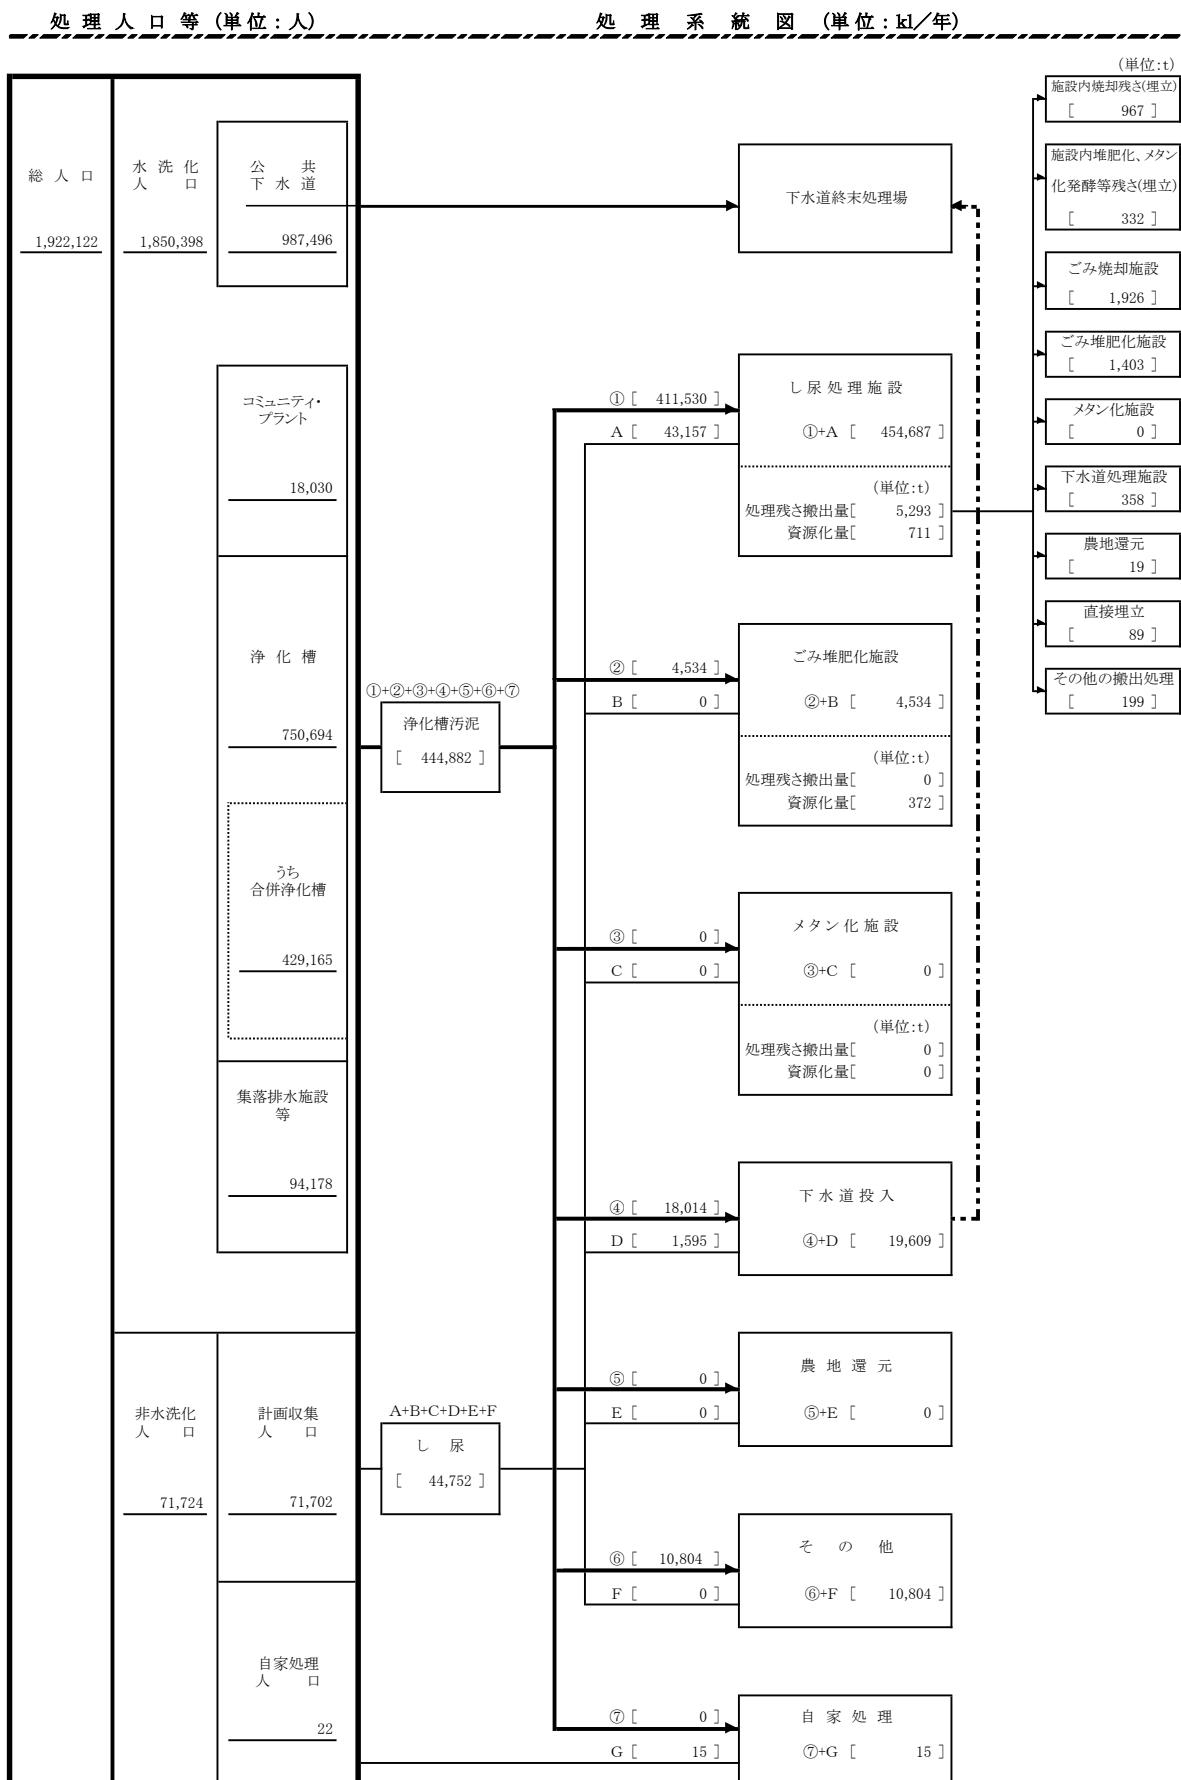 処 理 人 口 等 (単 位 : 人)
処 理 系 統 図 (単 位 : kl／年)
総 人 口
1,922,122
水 洗 化
人 口
1,850,398
公 共
下 水 道
987,496
コミュニティ・
プラント
18,030
浄 化 槽
750,694
うち
合併浄化槽
429,165
集落排水施設
等
94,178
非水洗化
人 口
71,724
計画収集
人 口
71,702
自家処理
人 口
22
①+②+③+④+⑤+⑥+⑦
浄化槽汚泥
[ 444,882 ]
A+B+C+D+E+F
し 尿
[ 44,752 ]
下水道終末処理場
① [ 411,530 ]
A [ 43,157 ]
し 尿 処 理 施 設
①+A [ 454,687 ]
(単位:t)
処理残さ搬出量[ 5,293 ]
資源化量[ 711 ]
② [ 4,534 ]
B [ 0 ]
ごみ堆肥化施設
②+B [ 4,534 ]
(単位:t)
処理残さ搬出量[ 0 ]
資源化量[ 372 ]
③ [ 0 ]
C [ 0 ]
メ タ ン 化 施 設
③+C [ 0 ]
(単位:t)
処理残さ搬出量[ 0 ]
資源化量[ 0 ]
④ [ 18,014 ]
D [ 1,595 ]
下 水 道 投 入
④+D [ 19,609 ]
⑤ [ 0 ]
E [ 0 ]
農 地 還 元
⑤+E [ 0 ]
⑥ [ 10,804 ]
F [ 0 ]
そ の 他
⑥+F [ 10,804 ]
⑦ [ 0 ]
G [ 15 ]
自 家 処 理
⑦+G [ 15 ]
(単位:t)
施設内焼却残さ(埋立)
[ 967 ]
施設内堆肥化、メタン
化発酵等残さ(埋立)
[ 332 ]
ごみ焼却施設
[ 1,926 ]
ごみ堆肥化施設
[ 1,403 ]
メタン化施設
[ 0 ]
下水道処理施設
[ 358 ]
農地還元
[ 19 ]
直接埋立
[ 89 ]
その他の搬出処理
[ 199 ]